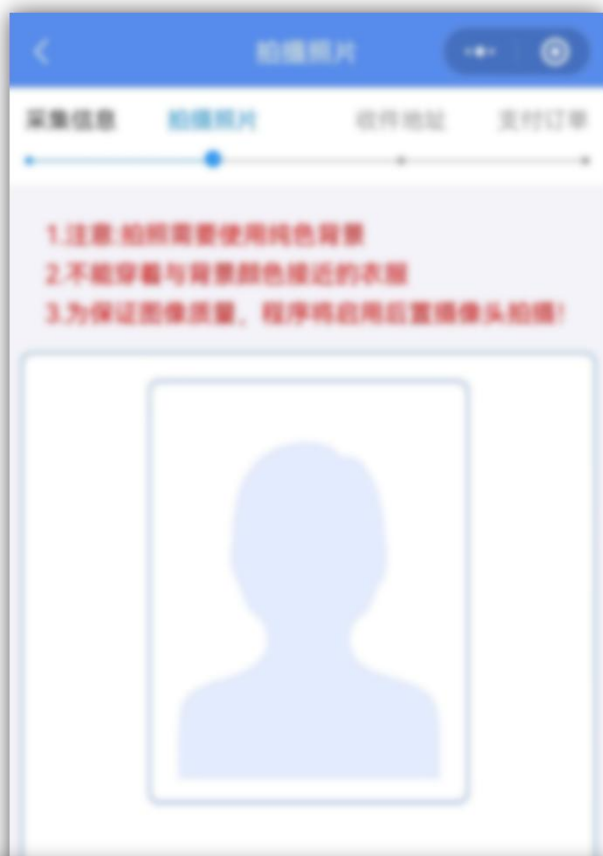 拍摄照片
采集信息 拍摄照片 收件地址 支付订单
1.注意:拍照需要使用纯色背景
2.不能穿着与背景颜色接近的衣服
3.为保证图像质量，程序将启用后置摄像头拍摄!